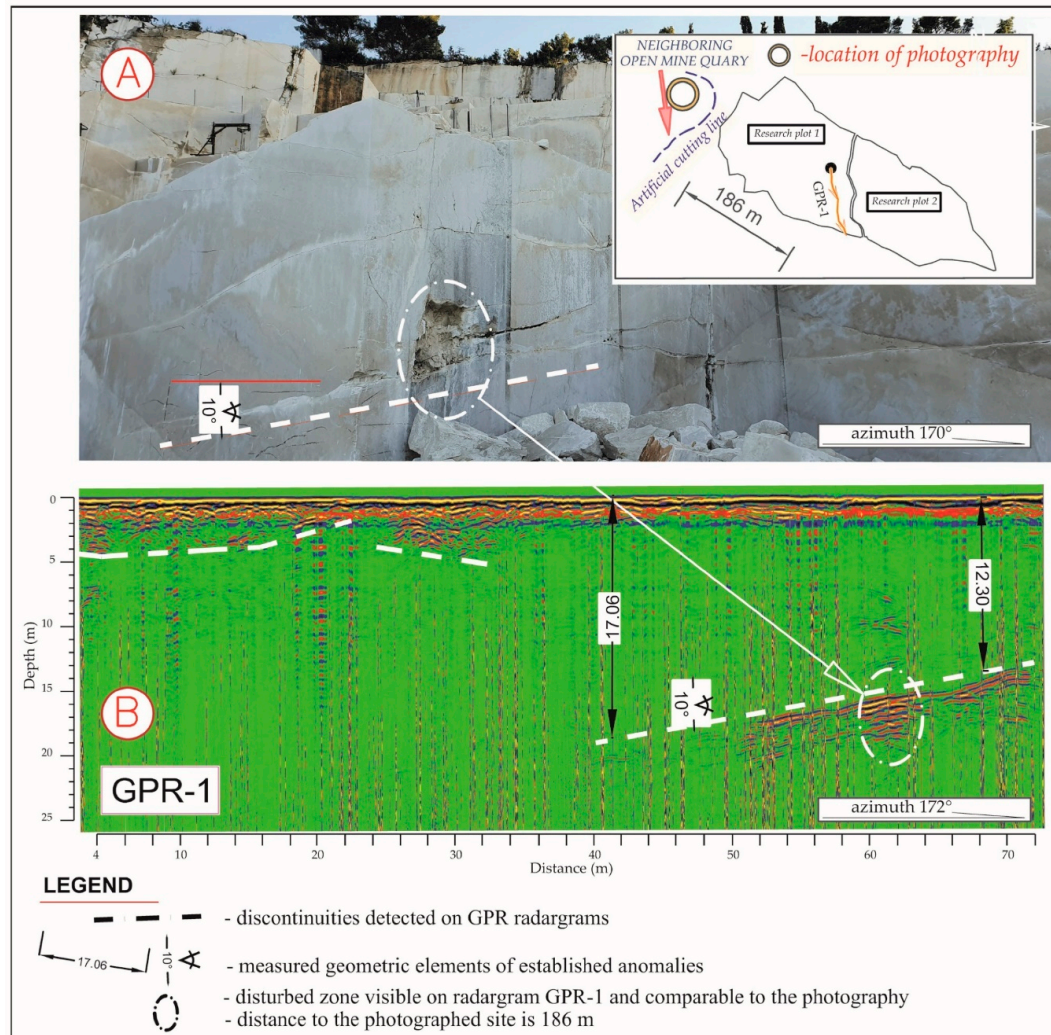 A
NEIGHBORING
OPEN MINE QUARY
-location of photography
Artificial cutting line
Research plot 1
GPR-1
Research plot 2
186 m
10°
azimuth 170°
0
5
10
15
20
25
Depth (m)
17.06
12.30
10°
B
GPR-1
azimuth 172°
4
10
20
30
40
50
60
70
Distance (m)
LEGEND
- discontinuities detected on GPR radargrams
17.06
10°
- measured geometric elements of established anomalies
- disturbed zone visible on radargram GPR-1 and comparable to the photography
- distance to the photographed site is 186 m